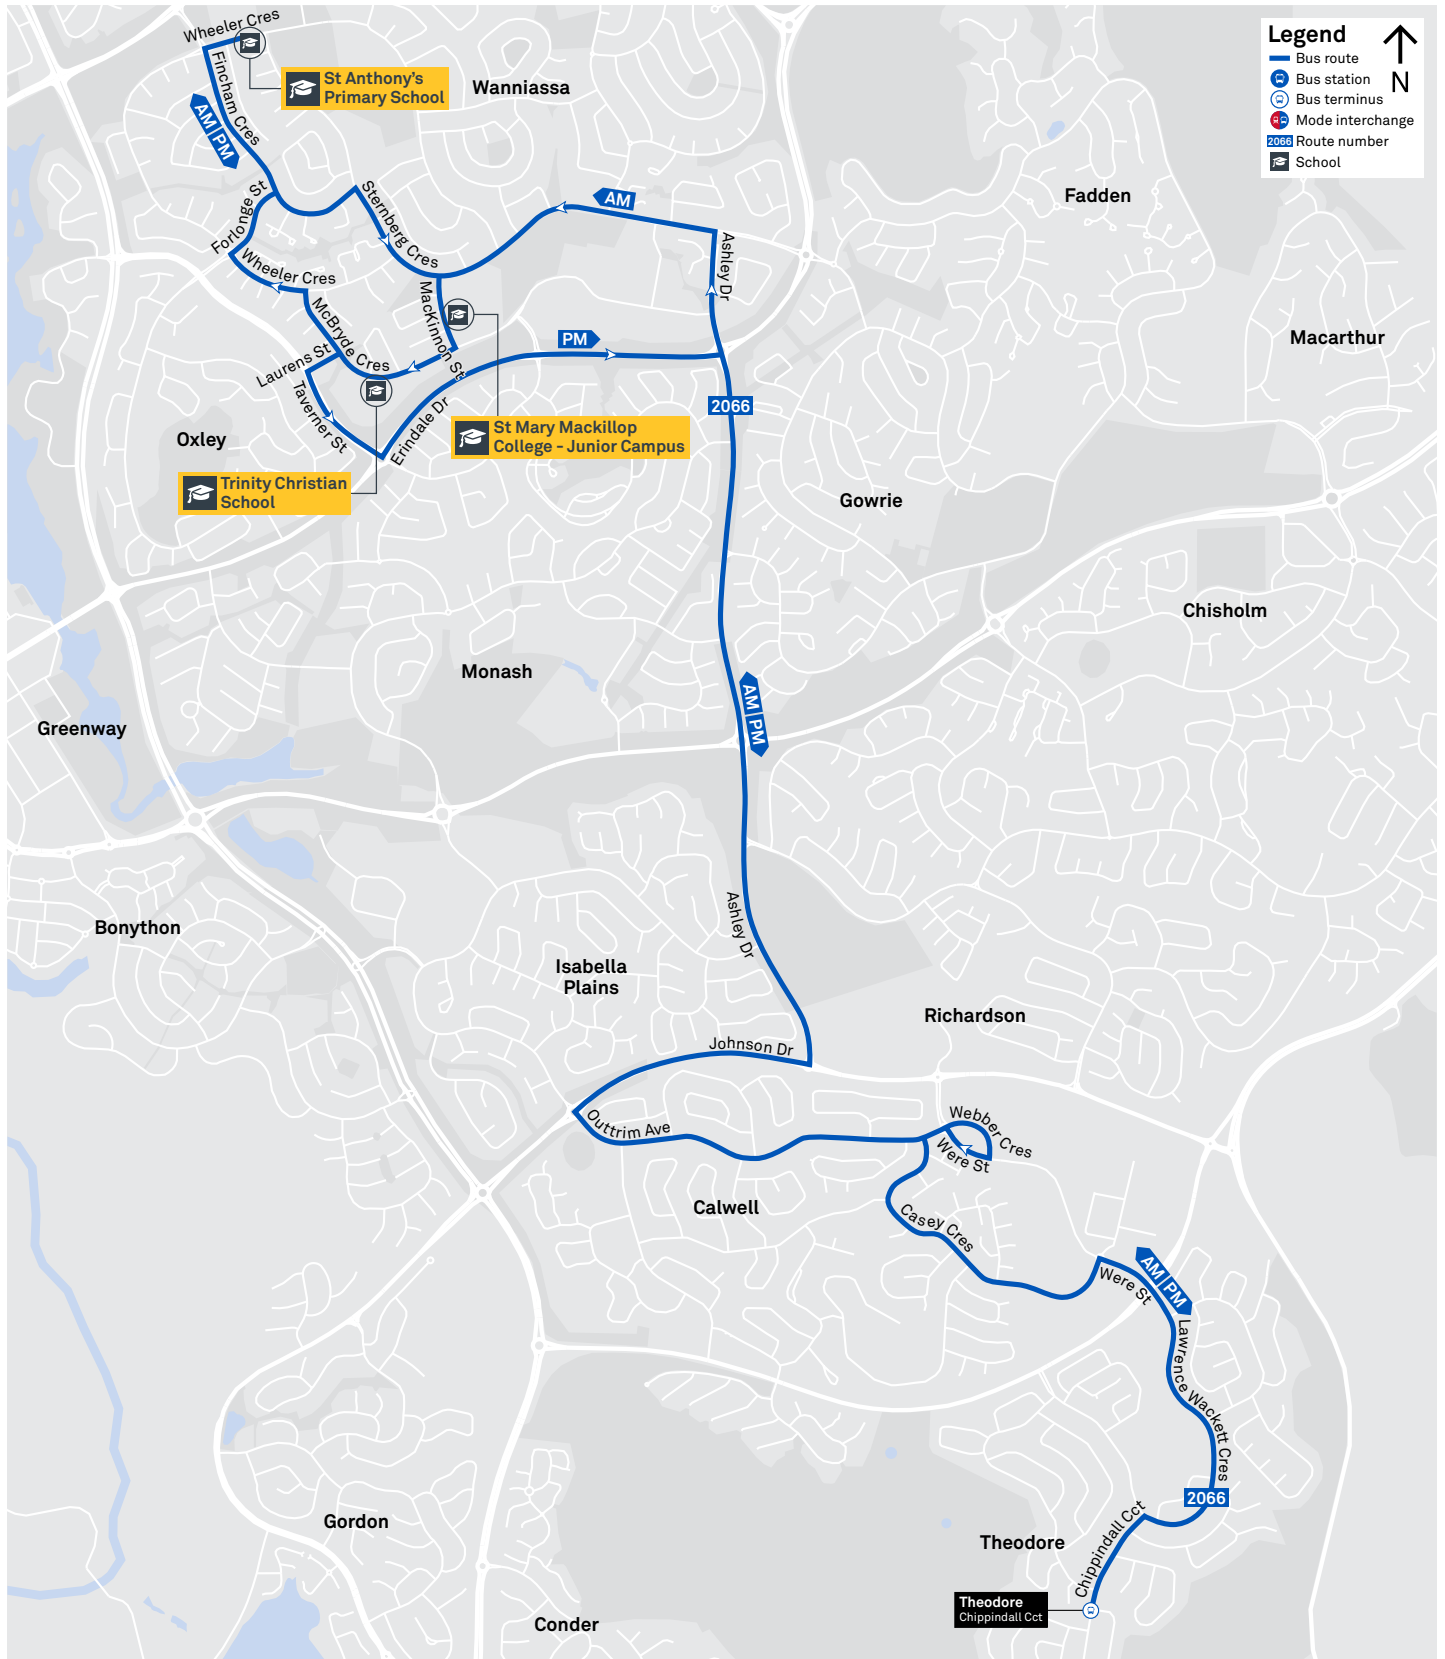 Wheeler Cres
Legend
Bus route
Bus station
Bus terminus
Mode interchange
2066 Route number
School
N
St Anthony's
Primary School
Wanniassa
Fincham Cres
AM PM
Fadden
Forlonge St
Sternberg Cres
AM
Ashley Dr
Wheeler Cres
MacKinnon St
McBryde Cres
PM
Macarthur
Laurens St
Taverner St
2066
Erindale Dr
Oxley
St Mary Mackillop
College - Junior Campus
Trinity Christian
School
Gowrie
Chisholm
Monash
AM PM
Greenway
Ashley Dr
Bonython
Isabella
Plains
Richardson
Johnson Dr
Outtrim Ave
Webber Cres
Were St
Calwell
Casey Cres
AM PM
Were St
Lawrence Wackett Cres
2066
Gordon
Theodore
Chippindall Cct
Theodore
Chippindall Cct
Conder